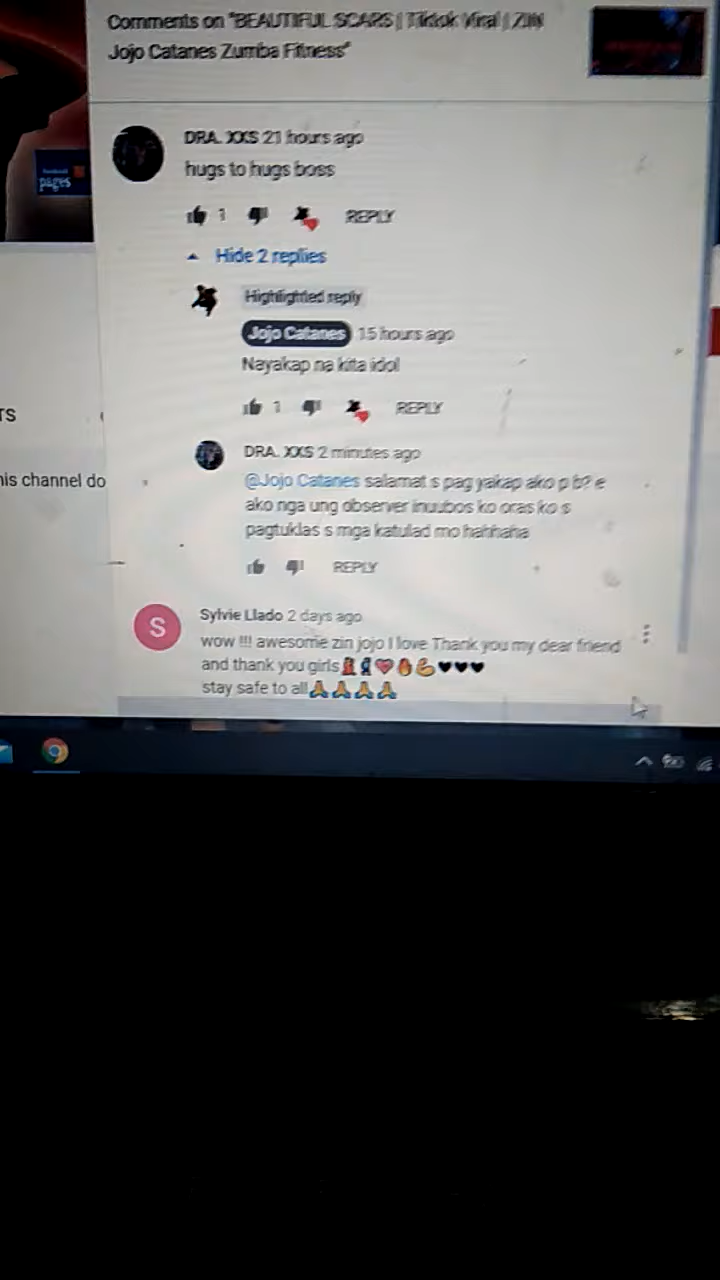 Comments on "BEAUTIFUL SCARS | Tiktok Viral | ZIN
Jojo Catanes Zumba Fitness"
pages
DRA. XXS 21 hours ago
hugs to hugs boss
1 REPLY
Hide 2 replies
Highlighted reply
Jojo Catanes 15 hours ago
Nayakap na kita idol
1 REPLY
DRA. XXS 2 minutes ago
@Jojo Catanes salamat s pag yakap ako p b? e
ako nga ung observer inuubos ko oras ko s
pagtuklas s mga katulad mo hahhaha
REPLY
his channel do
S
Sylvie Llado 2 days ago
wow !!! awesome zin jojo I love Thank you my dear friend
and thank you girls💃🕺💖🔥💪🖤🖤🖤
stay safe to all🙏🙏🙏🙏